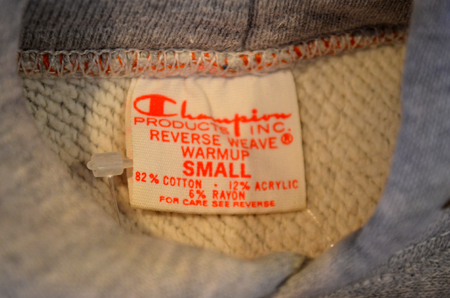 Champion
PRODUCTS INC.
REVERSE WEAVE®
WARMUP
SMALL
82% COTTON • 12% ACRYLIC
6% RAYON
FOR CARE SEE REVERSE